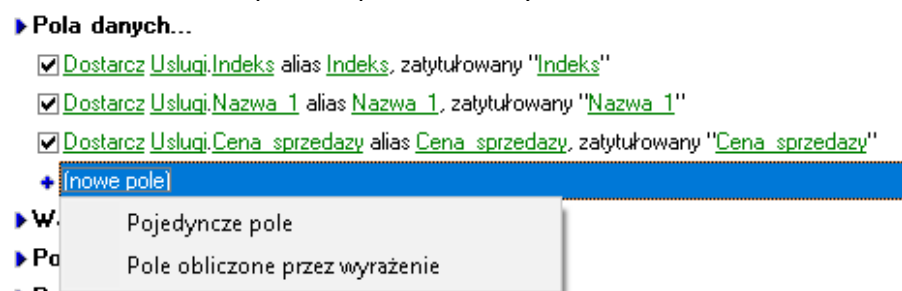 Pola danych...
Dostarcz Uslugi.Indeks alias Indeks, zatytułowany "Indeks"
Dostarcz Uslugi.Nazwa_1 alias Nazwa_1, zatytułowany "Nazwa_1"
Dostarcz Uslugi.Cena_sprzedazy alias Cena_sprzedazy, zatytułowany "Cena_sprzedazy"
[nowe pole]
W
Pojedyncze pole
Po
Pole obliczone przez wyrażenie